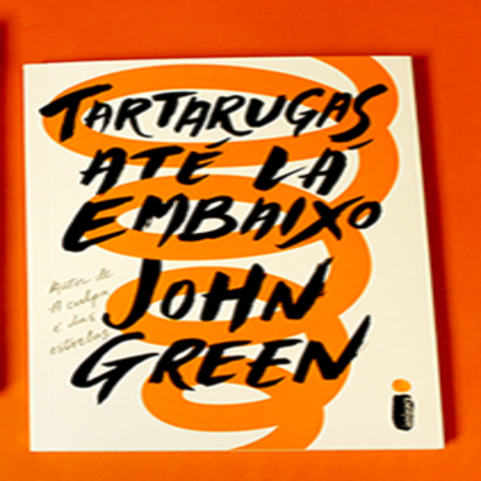 TARTARUGAS
ATÉ LÁ
EMBAIXO
JOHN
GREEN
Autor de
A culpa
é das
estrelas